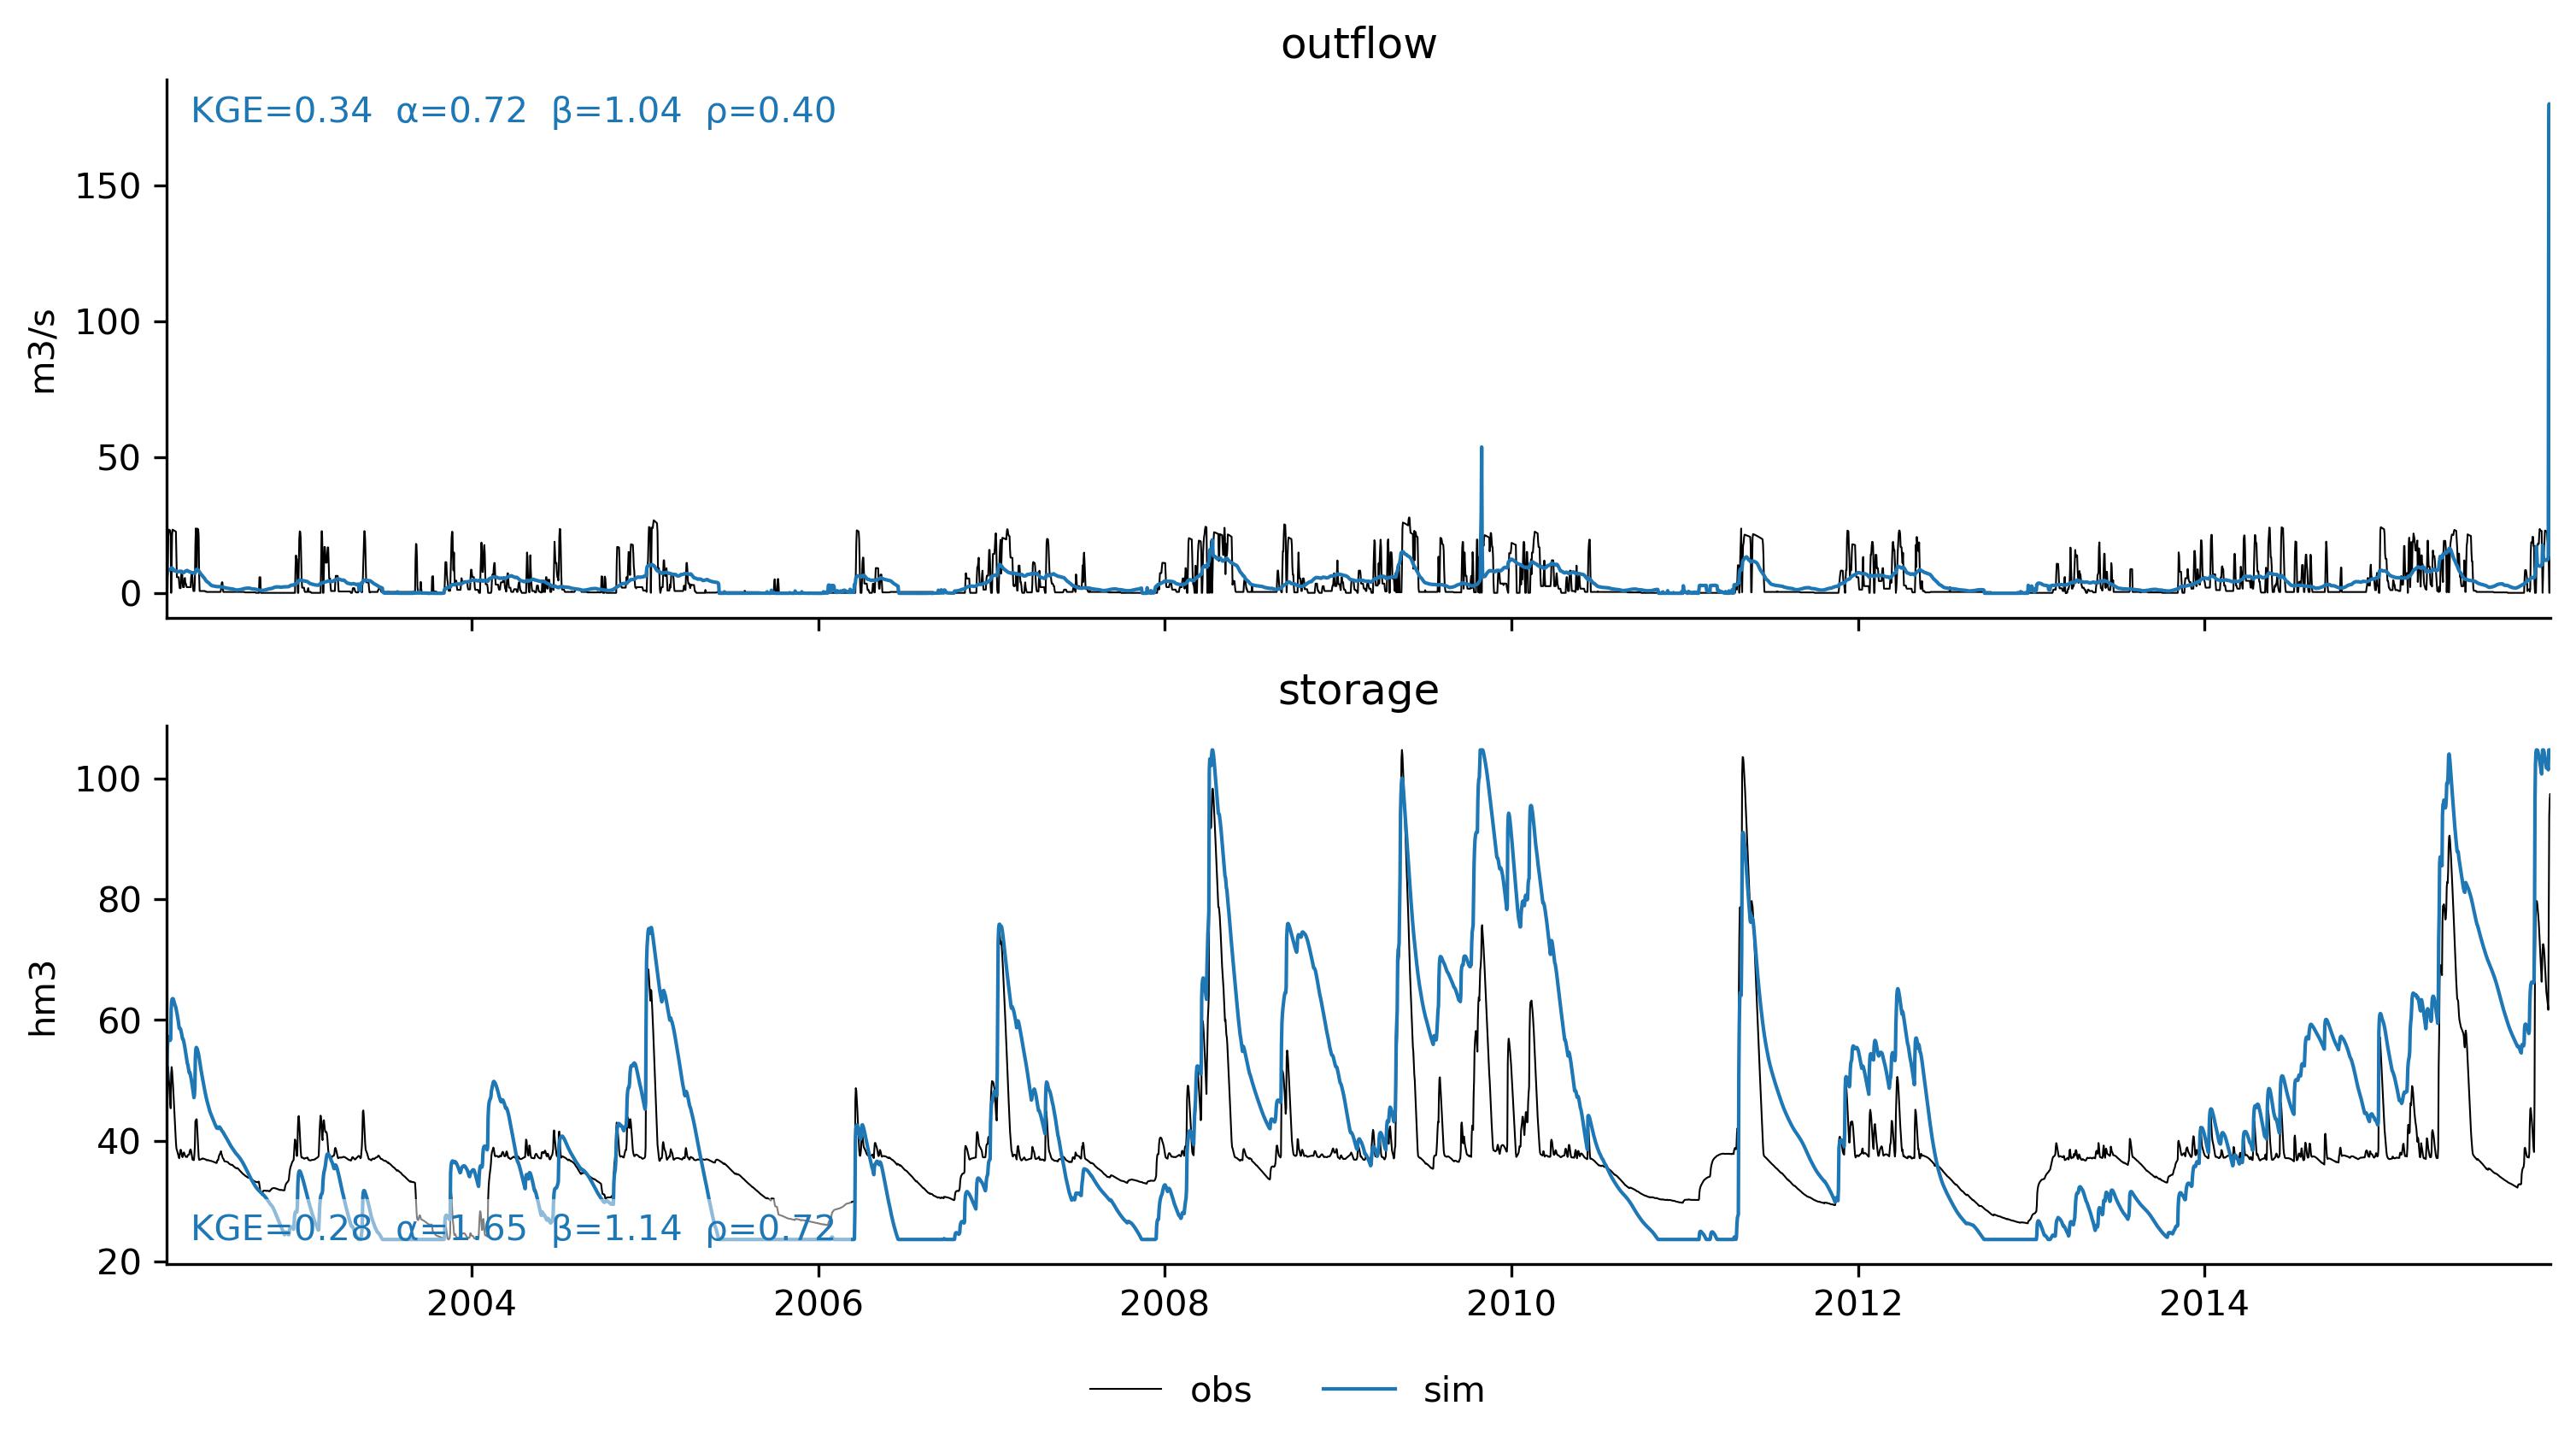 outflow
KGE=0.34 α=0.72 β=1.04 ρ=0.40
m3/s
150
100
50
0
storage
hm3
100
80
60
40
20
KGE=0.28 α=1.65 β=1.14 ρ=0.72
2004 2006 2008 2010 2012 2014
obs sim